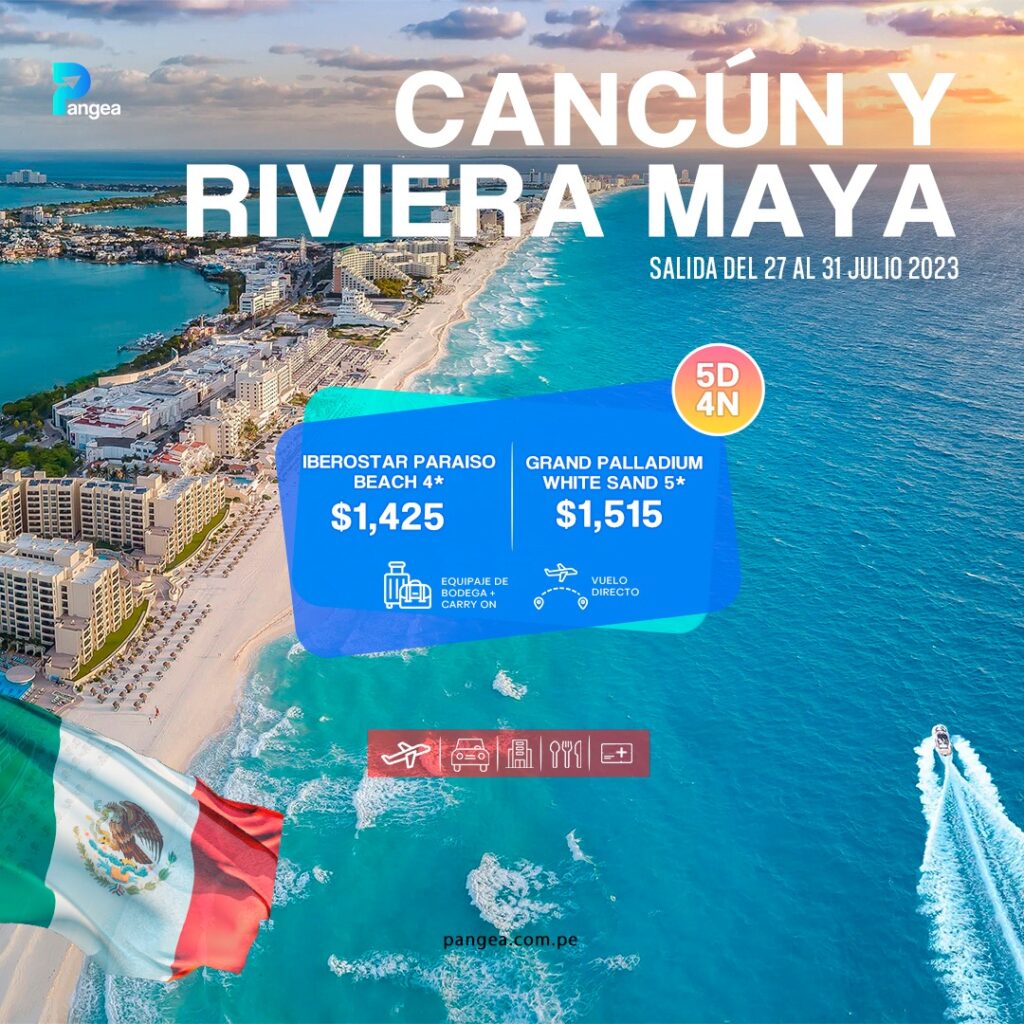 Pangea
CANCÚN Y
RIVIERA MAYA
SALIDA DEL 27 AL 31 JULIO 2023
5D
4N
IBEROSTAR PARAISO
BEACH 4*
$1,425
GRAND PALLADIUM
WHITE SAND 5*
$1,515
EQUIPAJE DE
BODEGA +
CARRY ON
VUELO
DIRECTO
pangea.com.pe